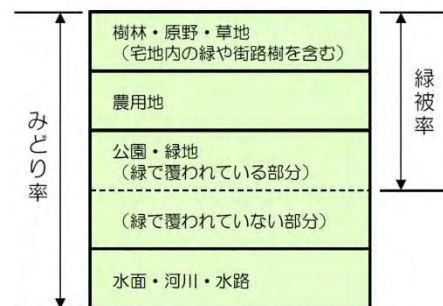 樹林・原野・草地
（宅地内の緑や街路樹を含む）
農用地
公園・緑地
（緑で覆われている部分）
（緑で覆われていない部分）
水面・河川・水路
みどり率
緑被率